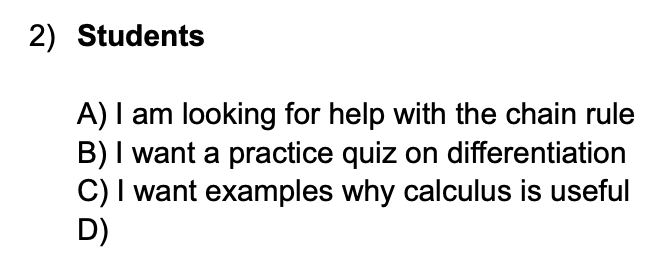 2) Students
A) I am looking for help with the chain rule
B) I want a practice quiz on differentiation
C) I want examples why calculus is useful
D)